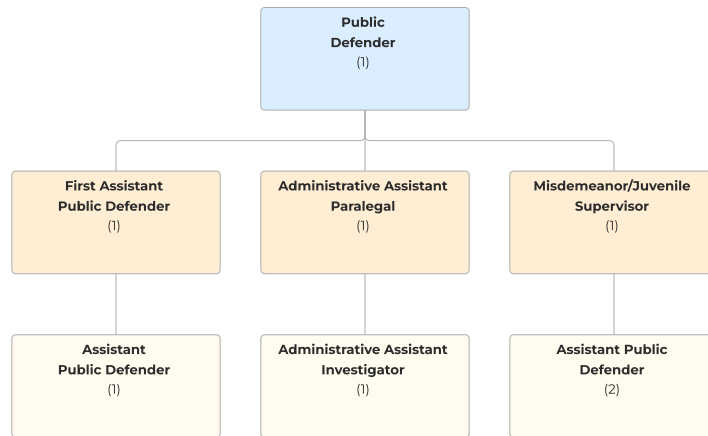 Public
Defender
(1)
First Assistant
Public Defender
(1)
Administrative Assistant
Paralegal
(1)
Misdemeanor/Juvenile
Supervisor
(1)
Assistant
Public Defender
(1)
Administrative Assistant
Investigator
(1)
Assistant Public
Defender
(2)